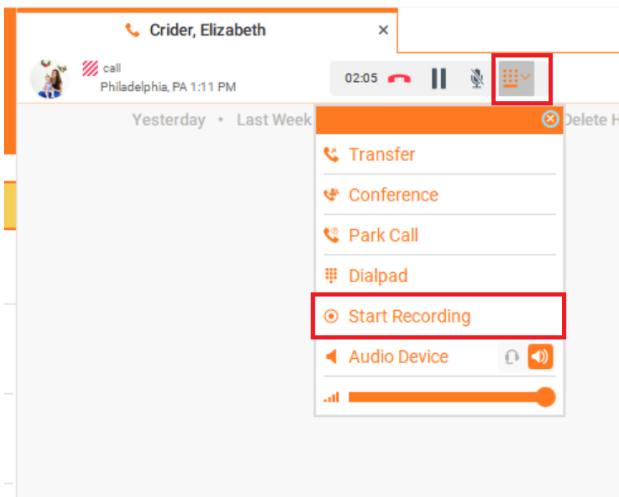 Crider, Elizabeth
call
Philadelphia, PA 1:11 PM
02:05
Yesterday • Last Week
Delete H
Transfer
Conference
Park Call
Dialpad
Start Recording
Audio Device